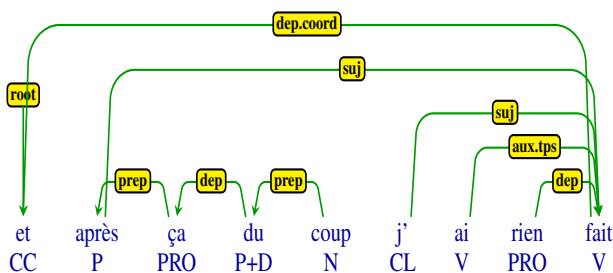 dep.coord
suj
root
suj
aux.tps
prep dep prep dep
et après ça du coup j' ai rien fait
CC P PRO P+D N CL V PRO V